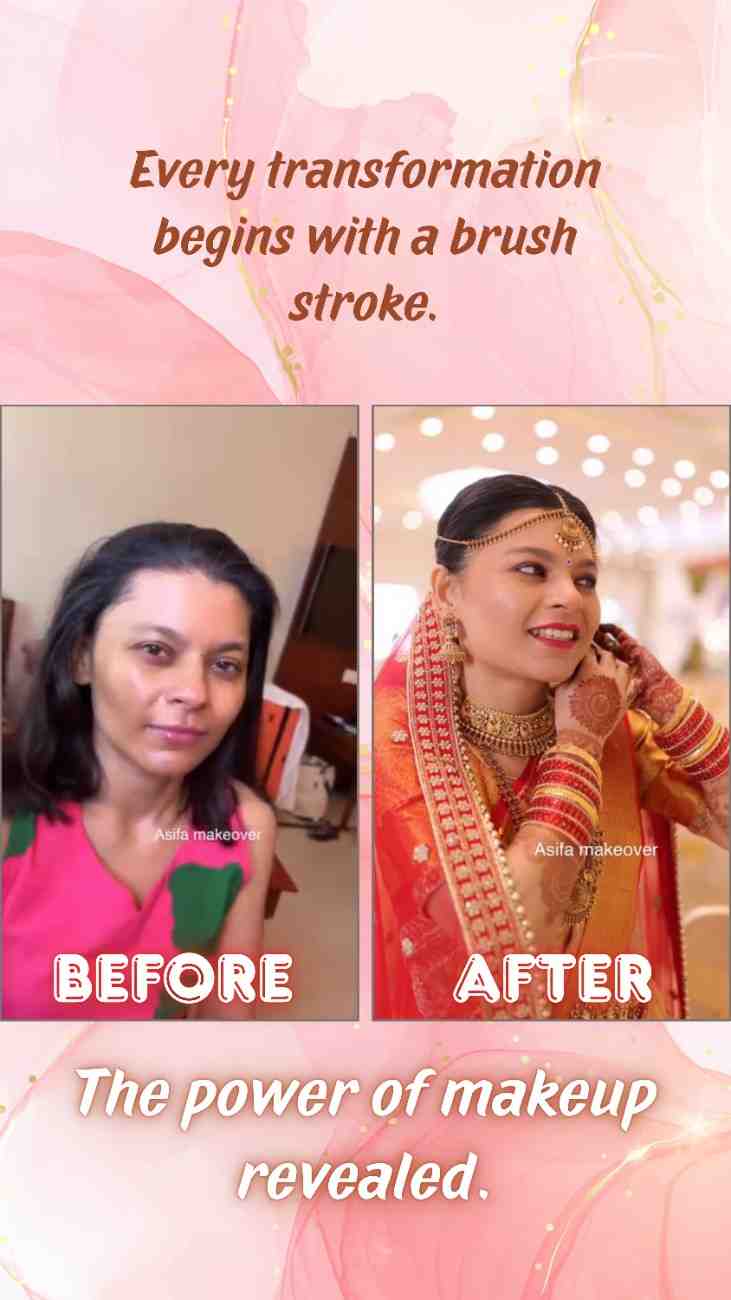 Every transformation
begins with a brush
stroke.
Asifa makeover
Asifa makeover
BEFORE
AFTER
The power of makeup
revealed.